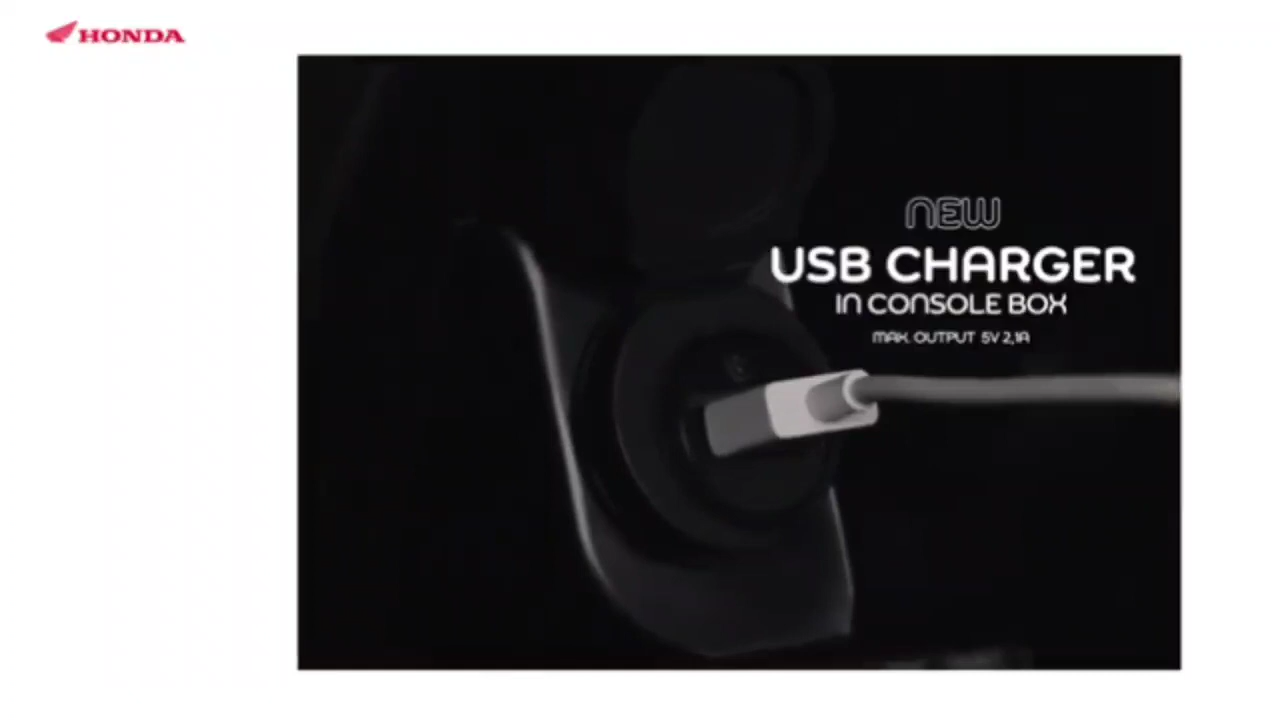 HONDA
NEW
USB CHARGER
IN CONSOLE BOX
MAX. OUTPUT 5V 2,1A